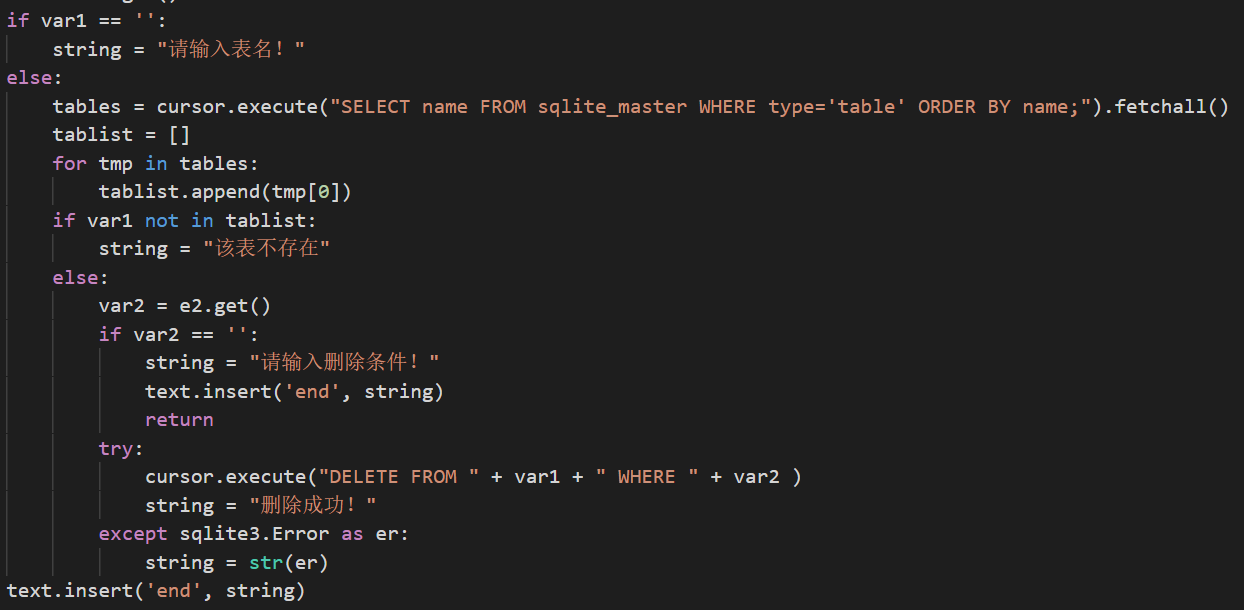 if var1 == '':
    string = "请输入表名！"
else:
    tables = cursor.execute("SELECT name FROM sqlite_master WHERE type='table' ORDER BY name;").fetchall()
    tablist = []
    for tmp in tables:
        tablist.append(tmp[0])
    if var1 not in tablist:
        string = "该表不存在"
    else:
        var2 = e2.get()
        if var2 == '':
            string = "请输入删除条件！"
            text.insert('end', string)
            return
        try:
            cursor.execute("DELETE FROM " + var1 + " WHERE " + var2 )
            string = "删除成功！"
        except sqlite3.Error as er:
            string = str(er)
text.insert('end', string)